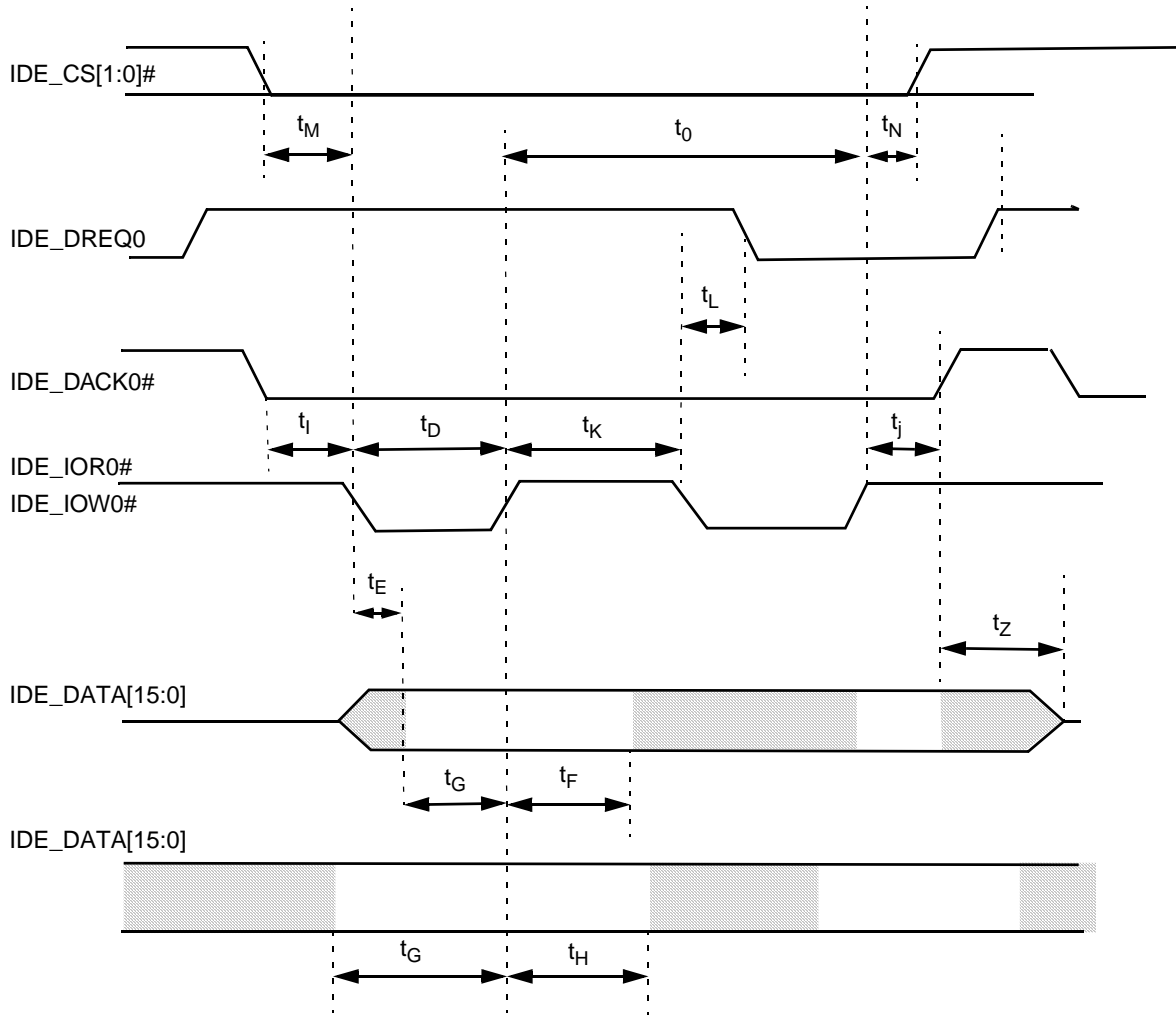 IDE_CS[1:0]#
tM
t0
tN
IDE_DREQ0
tL
IDE_DACK0#
tI
tD
tK
tj
IDE_IOR0#
IDE_IOW0#
tE
tZ
IDE_DATA[15:0]
tG
tF
IDE_DATA[15:0]
tG
tH